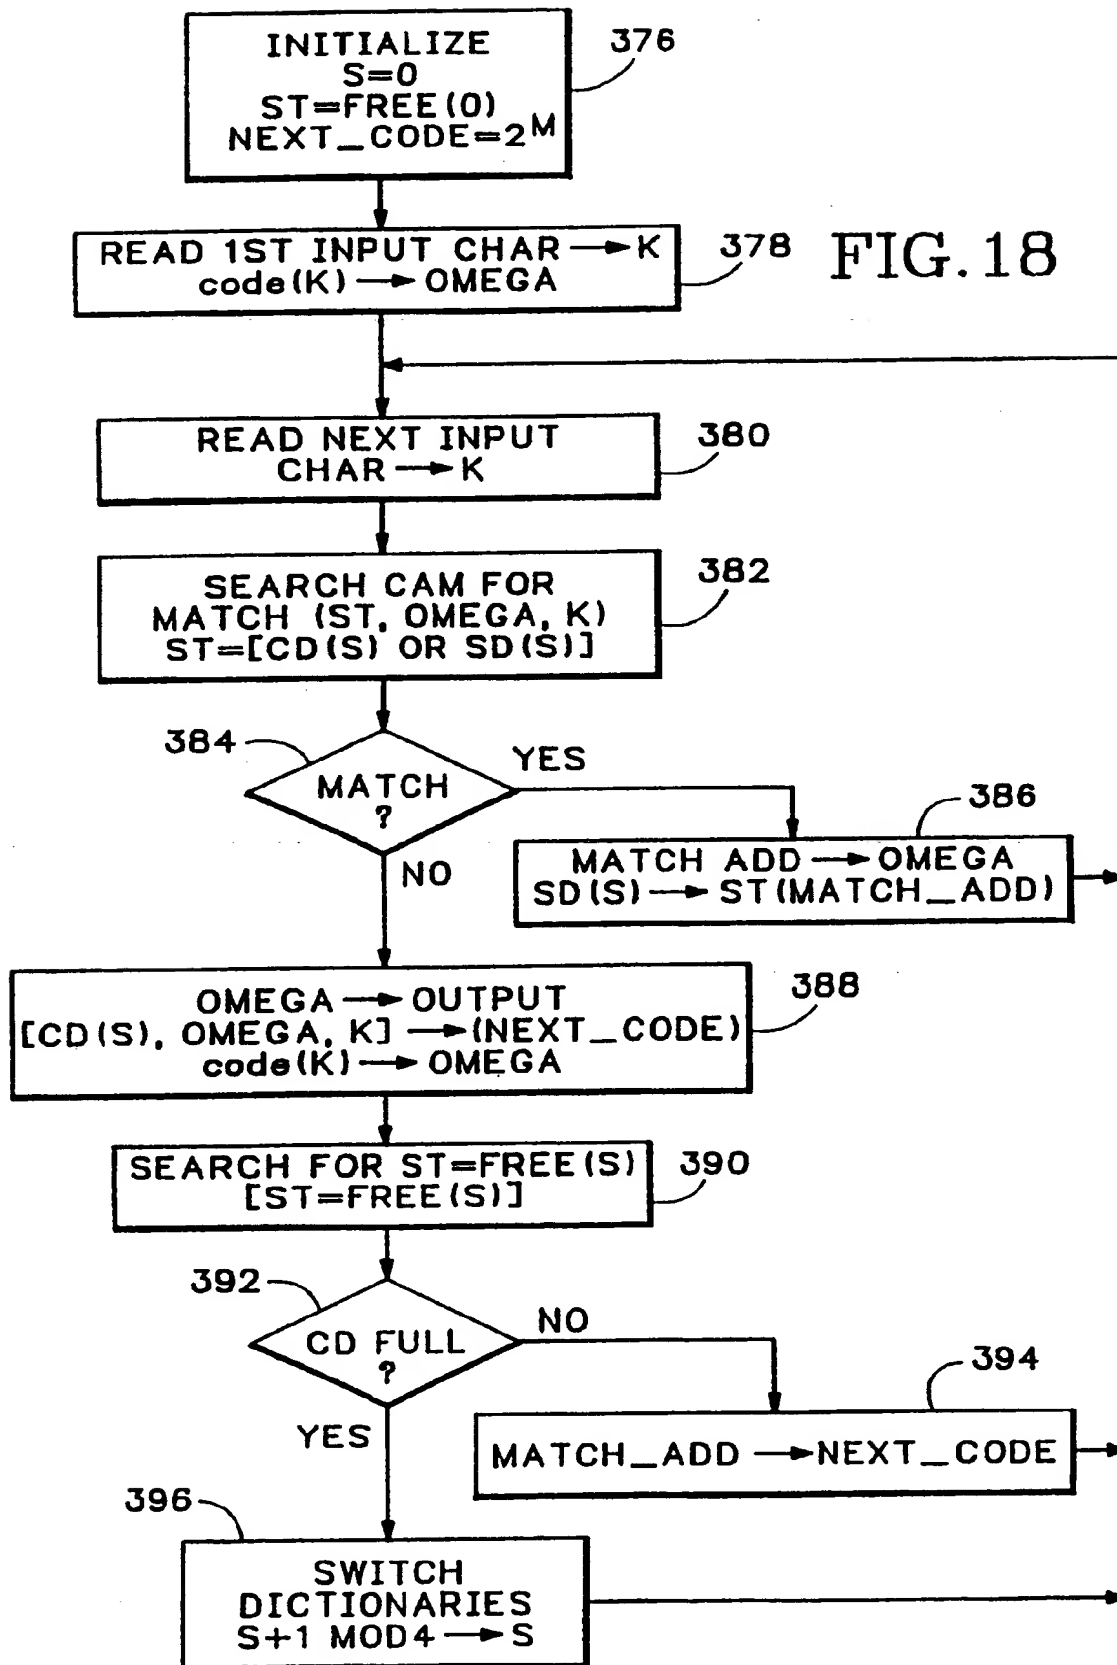 INITIALIZE
S=0
ST=FREE(0)
NEXT_CODE=2^M
376
READ 1ST INPUT CHAR → K
code(K) → OMEGA
378
FIG. 18
READ NEXT INPUT
CHAR → K
380
SEARCH CAM FOR
MATCH (ST, OMEGA, K)
ST=[CD(S) OR SD(S)]
382
384
MATCH
?
YES
NO
386
MATCH ADD → OMEGA
SD(S) → ST(MATCH_ADD)
OMEGA → OUTPUT
[CD(S), OMEGA, K] → (NEXT_CODE)
code(K) → OMEGA
388
SEARCH FOR ST=FREE(S)
[ST=FREE(S)]
390
392
CD FULL
?
NO
YES
394
MATCH_ADD → NEXT_CODE
396
SWITCH
DICTIONARIES
S+1 MOD4 → S